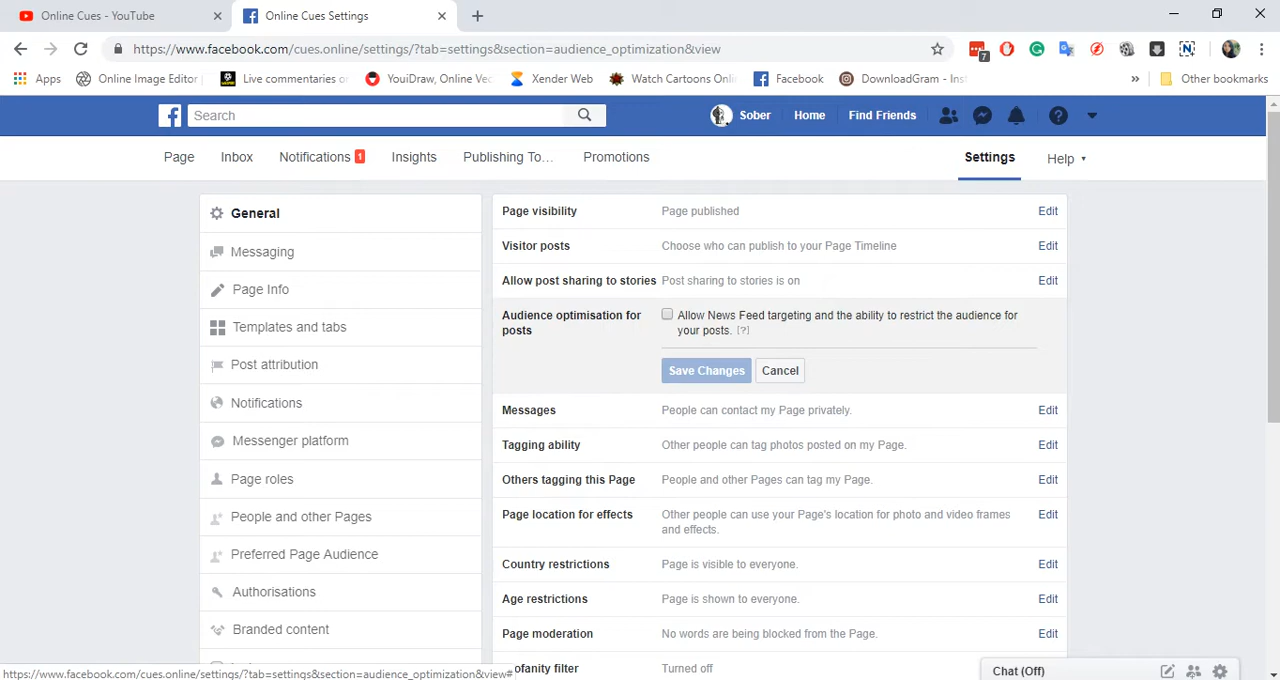 Online Cues - YouTube
Online Cues Settings
https://www.facebook.com/cues.online/settings/?tab=settings&section=audience_optimization&view
7
Apps
Online Image Editor
Live commentaries o
YouiDraw, Online Vec
Xender Web
Watch Cartoons Onli
Facebook
DownloadGram - Inst
»
Other bookmarks
Search
Sober
Home
Find Friends
Page
Inbox
Notifications 1
Insights
Publishing To...
Promotions
Settings
Help
General
Messaging
Page Info
Templates and tabs
Post attribution
Notifications
Messenger platform
Page roles
People and other Pages
Preferred Page Audience
Authorisations
Branded content
Page visibility Page published Edit
Visitor posts Choose who can publish to your Page Timeline Edit
Allow post sharing to stories Post sharing to stories is on Edit
Audience optimisation for
posts
Allow News Feed targeting and the ability to restrict the audience for
your posts. [?]
Save Changes Cancel
Messages People can contact my Page privately. Edit
Tagging ability Other people can tag photos posted on my Page. Edit
Others tagging this Page People and other Pages can tag my Page. Edit
Page location for effects Other people can use your Page's location for photo and video frames Edit
and effects.
Country restrictions Page is visible to everyone. Edit
Age restrictions Page is shown to everyone. Edit
Page moderation No words are being blocked from the Page. Edit
ofanity filter Turned off
https://www.facebook.com/cues.online/settings/?tab=settings&section=audience_optimization&view#
Chat (Off)